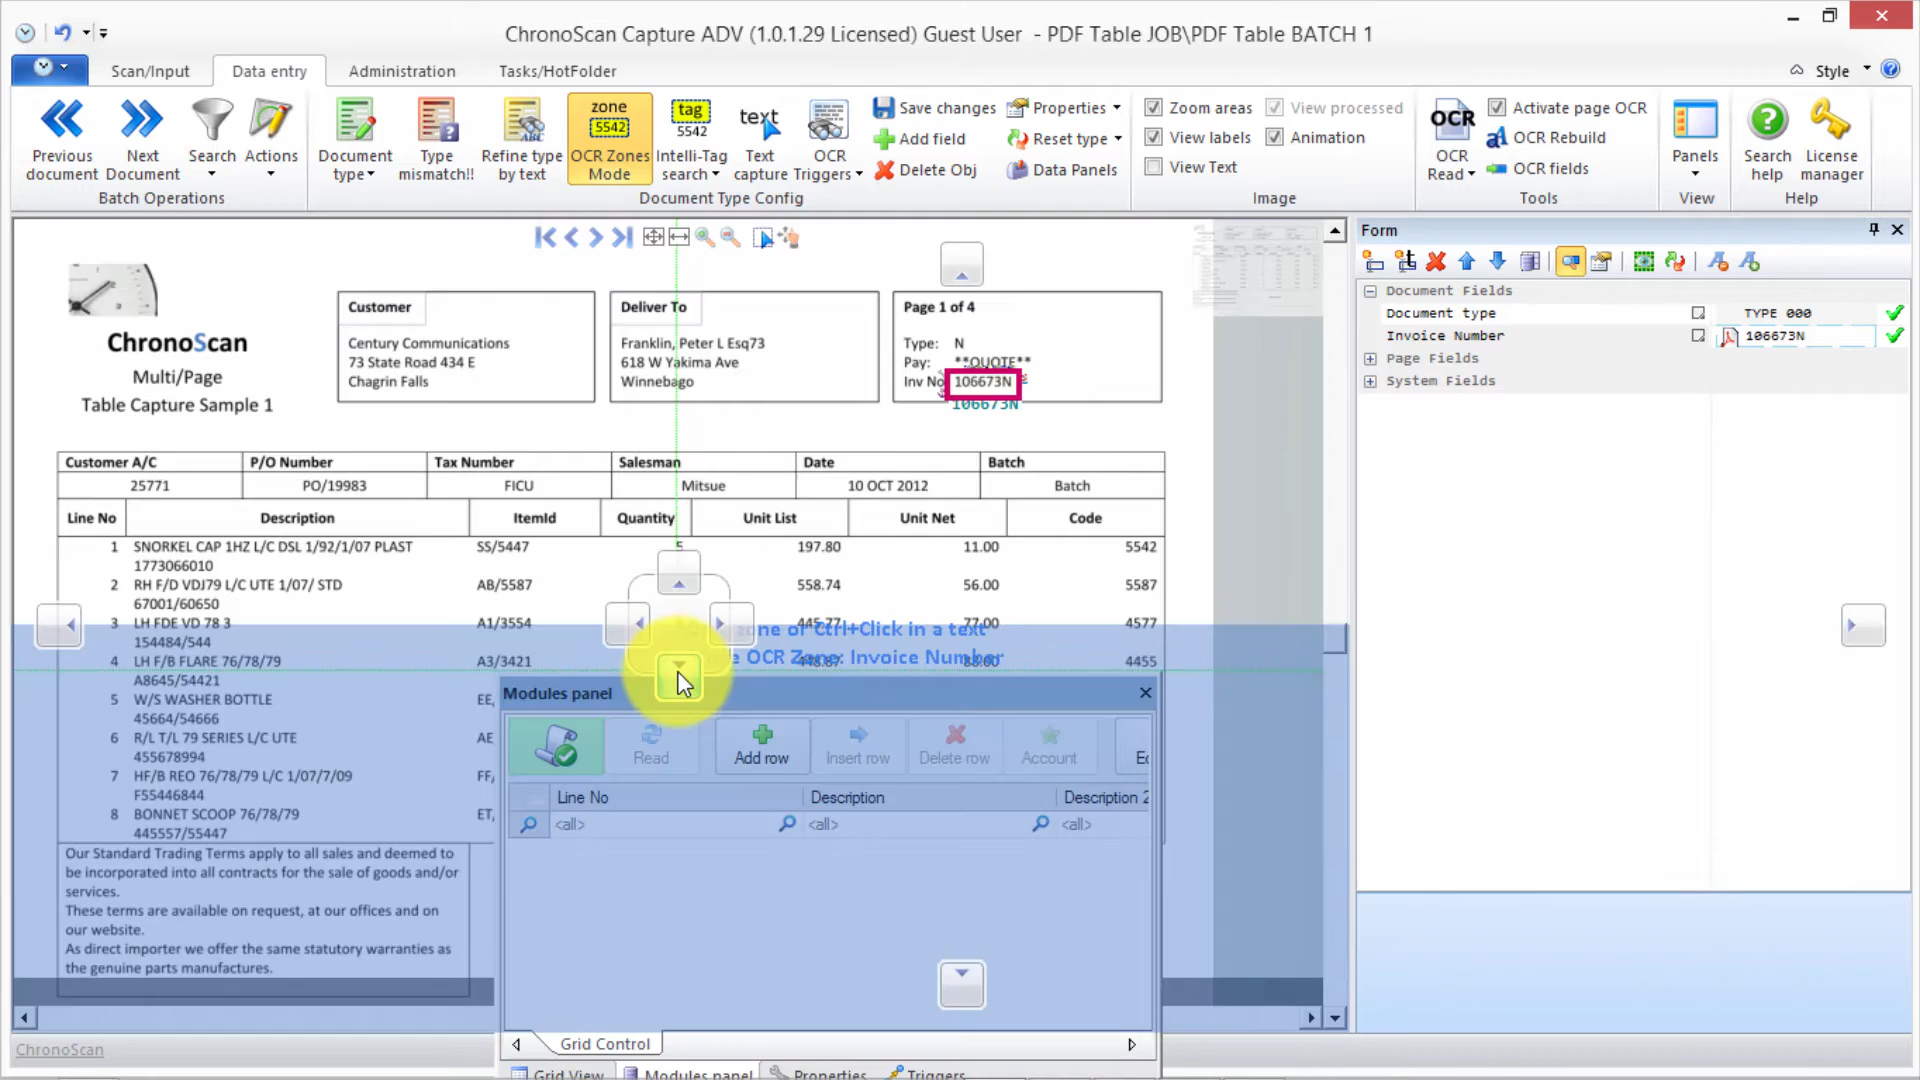 ChronoScan Capture ADV (1.0.1.29 Licensed) Guest User - PDF Table JOB\PDF Table BATCH 1
Scan/Input
Data entry
Administration
Tasks/HotFolder
Style
Previous document
Next Document
Search
Actions
Document type
Type mismatch!!
Refine type by text
zone
5542
OCR Zones Mode
tag
5542
Intelli-Tag search
text
Text capture
OCR Triggers
Save changes
Add field
Delete Obj
Properties
Reset type
Data Panels
Zoom areas
View processed
View labels
Animation
View Text
OCR
OCR Read
Activate page OCR
OCR Rebuild
OCR fields
Panels
Search help
License manager
Batch Operations
Document Type Config
Image
Tools
View
Help
ChronoScan
Multi/Page
Table Capture Sample 1
Customer
Century Communications
73 State Road 434 E
Chagrin Falls
Deliver To
Franklin, Peter L Esq73
618 W Yakima Ave
Winnebago
Page 1 of 4
Type: N
Pay: **QUOTE**
Inv No 106673N
106673N
Customer A/C P/O Number Tax Number Salesman Date Batch
25771 PO/19983 FICU Mitsue 10 OCT 2012 Batch
Line No Description ItemId Quantity Unit List Unit Net Code
1 SNORKEL CAP 1HZ L/C DSL 1/92/1/07 PLAST SS/5447 5 197.80 11.00 5542
1773066010
2 RH F/D VDJ79 L/C UTE 1/07/ STD AB/5587 558.74 56.00 5587
67001/60650
3 LH FDE VD 78 3 A1/3554 445.77 77.00 4577
154484/544
4 LH F/B FLARE 76/78/79 A3/3421 448.67 88.00 4455
A8645/54421
5 W/S WASHER BOTTLE EE,
45664/54666
6 R/L T/L 79 SERIES L/C UTE AE
455678994
7 HF/B REO 76/78/79 L/C 1/07/7/09 FF/
F55446844
8 BONNET SCOOP 76/78/79 ET,
445557/55447
zone or Ctrl+Click in a text
OCR Zone: Invoice Number
Our Standard Trading Terms apply to all sales and deemed to
be incorporated into all contracts for the sale of goods and/or
services.
These terms are available on request, at our offices and on
our website.
As direct importer we offer the same statutory warranties as
the genuine parts manufactures.
Modules panel
Read
Add row
Insert row
Delete row
Account
Line No
Description
Description 2
<all>
<all>
<all>
Grid Control
Grid View
Modules panel
Properties
Triggers
Form
Document Fields
Document type TYPE 000
Invoice Number 106673N
Page Fields
System Fields
ChronoScan